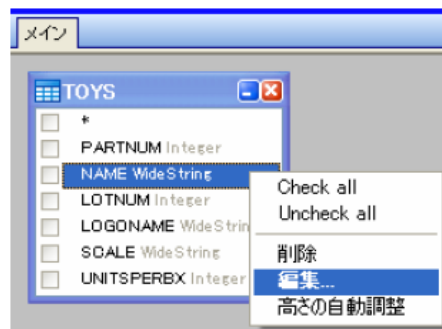 メイン
TOYS
*
PARTNUM Integer
NAME WideString
LOTNUM Integer
LOGONAME WideStrin
SCALE WideString
UNITSPERBX Integer
Check all
Uncheck all
削除
編集...
高さの自動調整